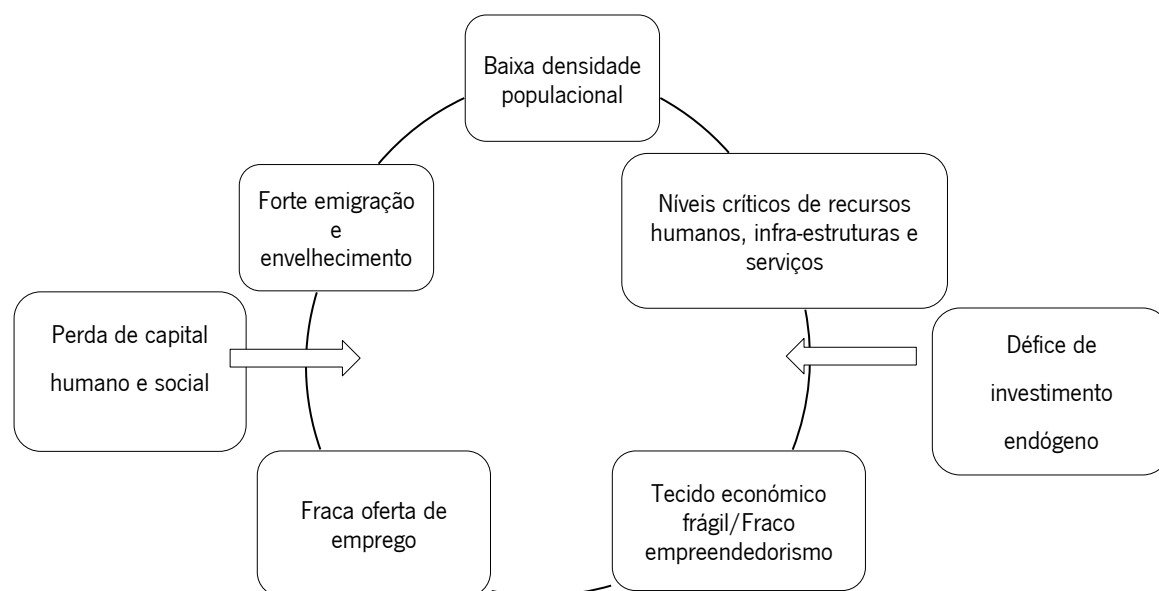 Baixa densidade
populacional
Forte emigração
e
envelhecimento
Níveis críticos de recursos
humanos, infra-estruturas e
serviços
Perda de capital
humano e social
Défice de
investimento
endógeno
Fraca oferta de
emprego
Tecido económico
frágil/Fraco
empreendedorismo